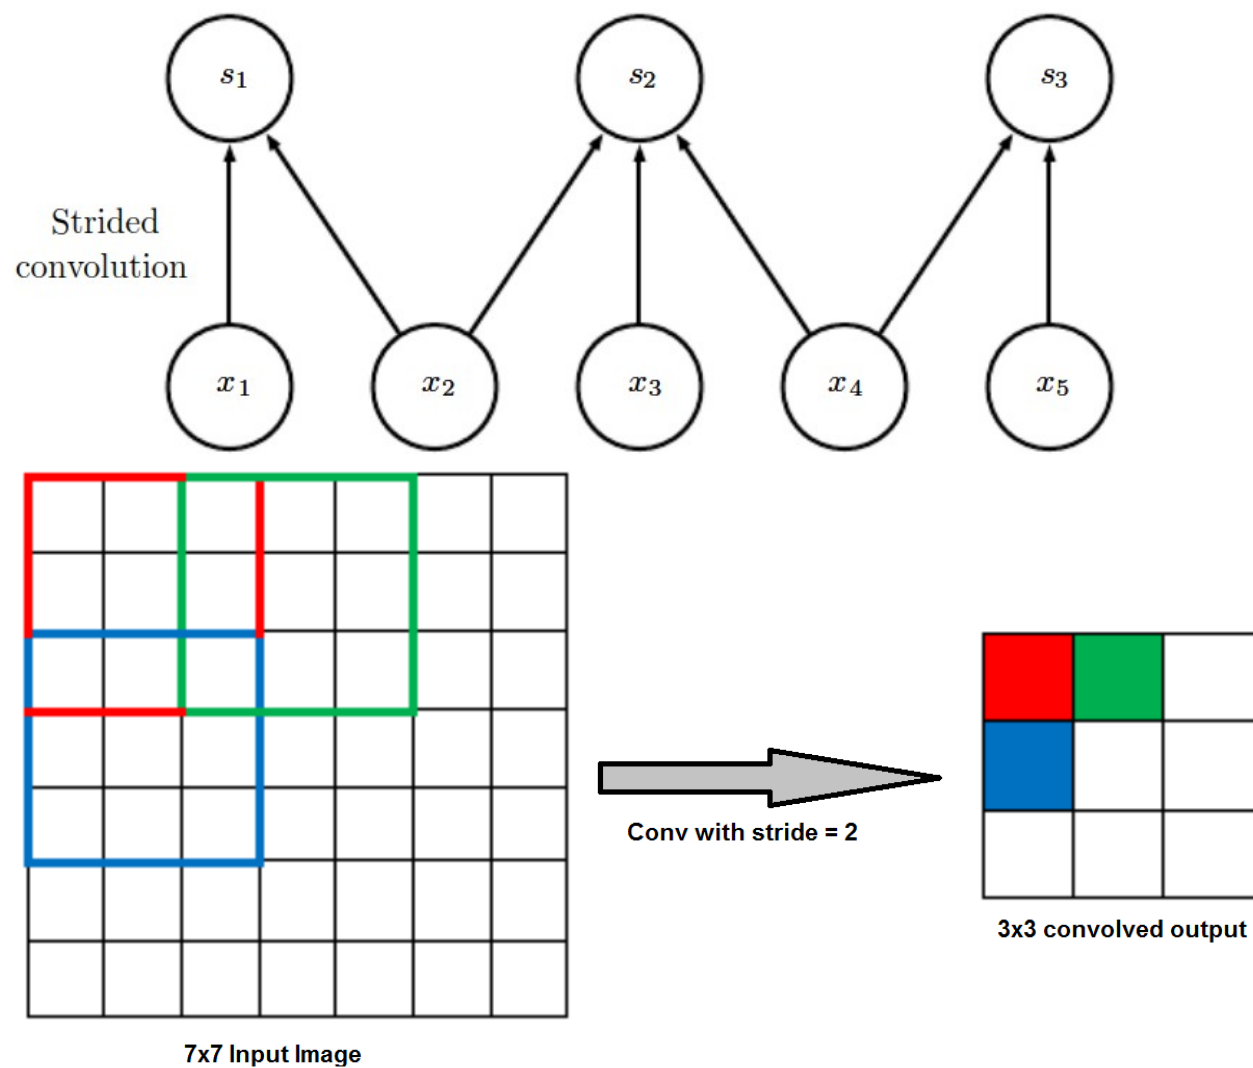 s1 s2 s3
Strided
convolution
x1 x2 x3 x4 x5
Conv with stride = 2
3x3 convolved output
7x7 Input Image